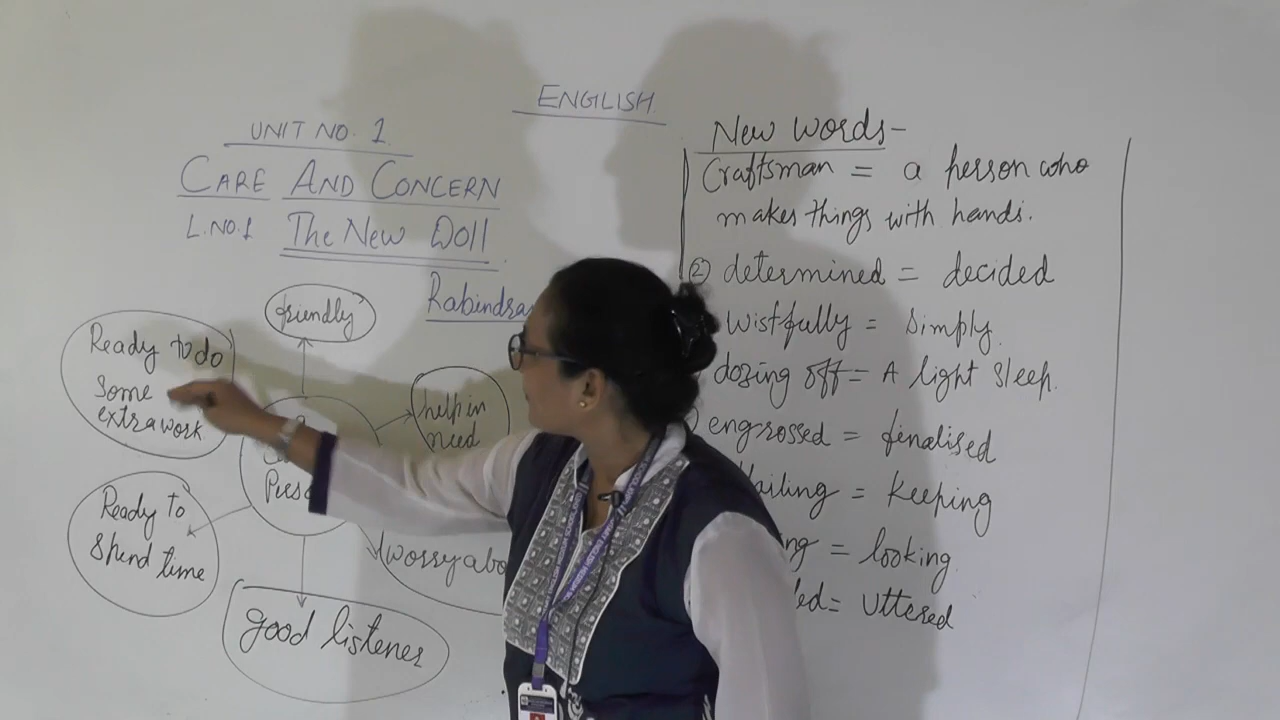 ENGLISH
UNIT NO. 1
CARE AND CONCERN
L.NO.1 The New Doll
friendly
Ready to do
some
extra work
help in
need
Ready to
spend time
worry
good listener
New words-
Craftsman = a person who
makes things with hands.
② determined = decided
wistfully = simply.
dozing off = A light sleep.
engrossed = finalised
= keeping
= looking
= uttered